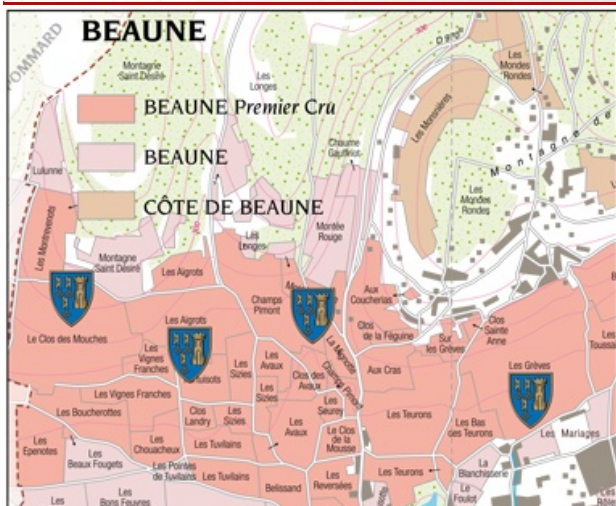 BEAUNE
POMMARD
Montagne
Saint Désiré
Les
Longes
Les
Mondes
Rondes
BEAUNE Premier Cru
Les Monsnières
BEAUNE
Chaume
Gauffriot
Montagne de
Lulunne
CÔTE DE BEAUNE
Les
Mondes
Rondes
Les Montrevenots
Montée
Rouge
Les
Longes
Montagne
Saint Désiré
Les Aigrots
Aux
Coucherias
Champs
Pimont
Les Aigrots
Clos
Sainte
Anne
Le Clos des Mouches
Clos
de la Féguine
Sur
les Grèves
Les
Toussa
La Mignotte
Champs Pimont
Les
Vignes
Franches
Les
Avaux
Les
Sizies
Clos des
Avaux
Aux Cras
Les Grèves
Les Vignes Franches
Les Boucherottes
Clos
Landry
Les
Sizies
Les
Seurey
Les Teurons
Les Bas
des Teurons
Les
Avaux
Le Clos
de la
Mousse
Les
Epenotes
Les
Chouacheux
Les Tuvilains
Les Mariages
Les
Beaux Fougets
Les Pointes
de Tuvilains
Les Tuvilains
Les
Reversées
Les Teurons
La
Blanchisserie
Belissand
Le
Foulot
Les
Les
Bons Feuvres